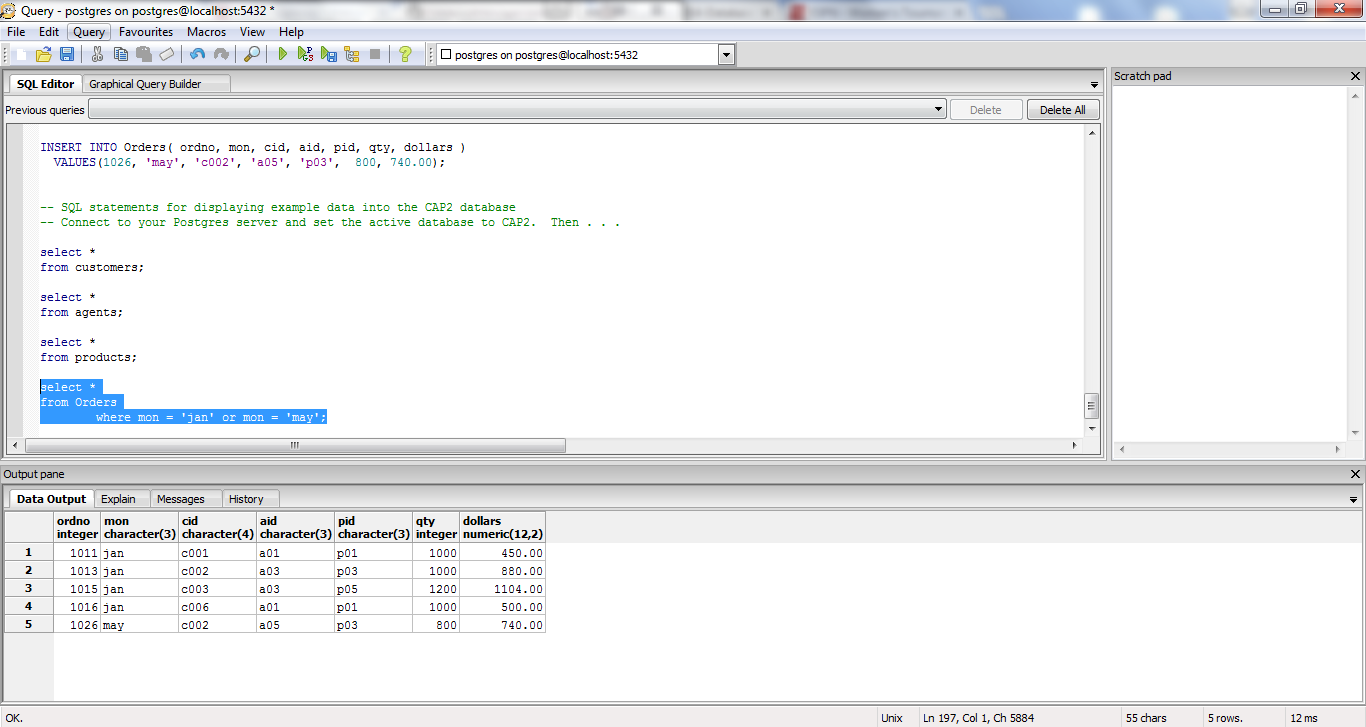 Query - postgres on postgres@localhost:5432 *
File Edit Query Favourites Macros View Help
postgres on postgres@localhost:5432
SQL Editor Graphical Query Builder
Previous queries Delete Delete All
INSERT INTO Orders( ordno, mon, cid, aid, pid, qty, dollars )
VALUES(1026, 'may', 'c002', 'a05', 'p03', 800, 740.00);
-- SQL statements for displaying example data into the CAP2 database
-- Connect to your Postgres server and set the active database to CAP2. Then . . .
select *
from customers;
select *
from agents;
select *
from products;
select *
from Orders
where mon = 'jan' or mon = 'may';
Scratch pad
Output pane
Data Output Explain Messages History
ordno mon cid aid pid qty dollars
integer character(3) character(4) character(3) character(3) integer numeric(12,2)
1 1011 jan c001 a01 p01 1000 450.00
2 1013 jan c002 a03 p03 1000 880.00
3 1015 jan c003 a03 p05 1200 1104.00
4 1016 jan c006 a01 p01 1000 500.00
5 1026 may c002 a05 p03 800 740.00
OK. Unix Ln 197, Col 1, Ch 5884 55 chars 5 rows. 12 ms